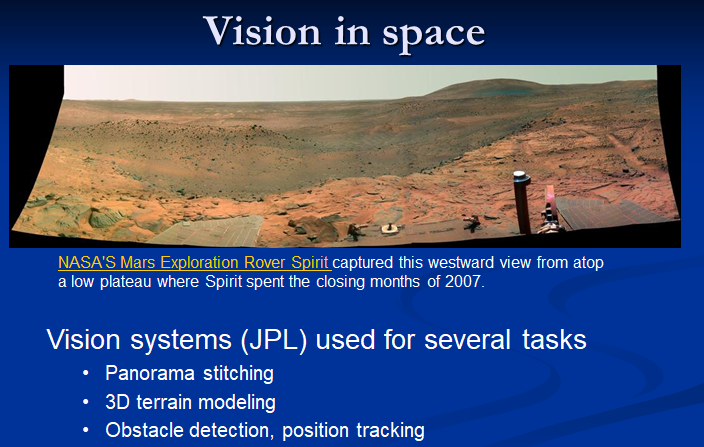 Vision in space
NASA'S Mars Exploration Rover Spirit captured this westward view from atop
a low plateau where Spirit spent the closing months of 2007.
Vision systems (JPL) used for several tasks
• Panorama stitching
• 3D terrain modeling
• Obstacle detection, position tracking